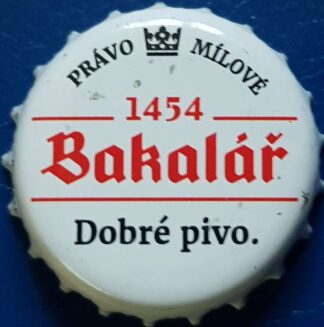 PRÁVO MÍLOVÉ
1454
Bakalář
Dobré pivo.